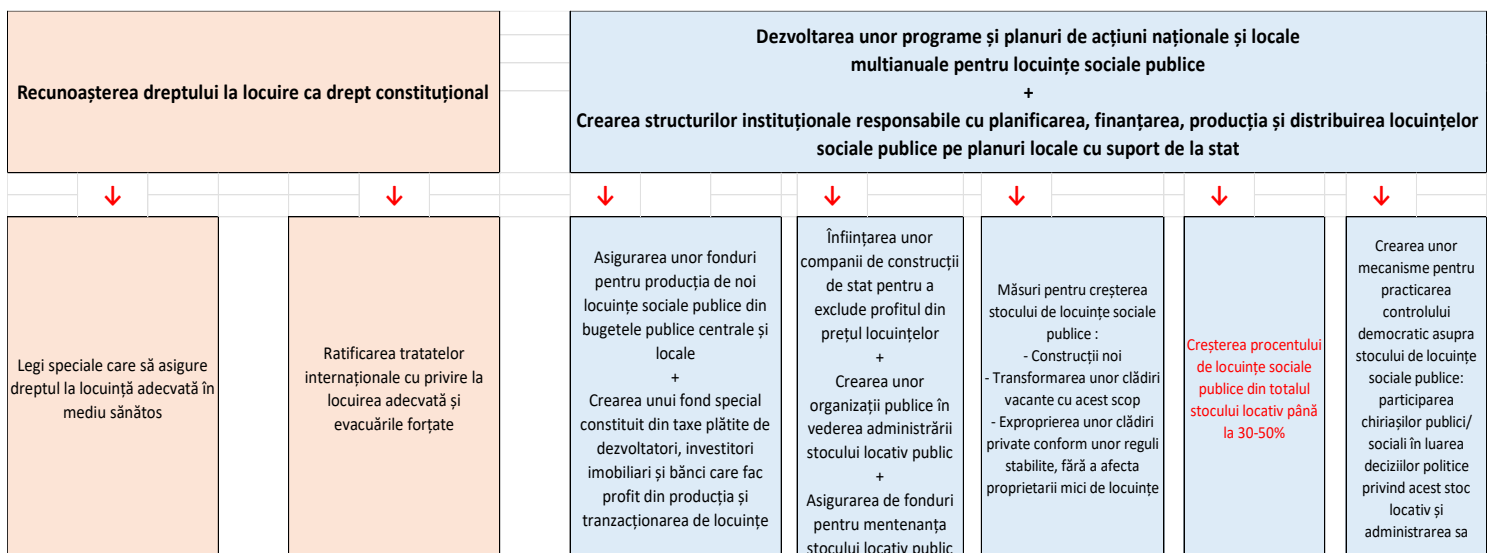 Recunoașterea dreptului la locuire ca drept constituțional
Dezvoltarea unor programe și planuri de acțiuni naționale și locale
multianuale pentru locuințe sociale publice
+
Crearea structurilor instituționale responsabile cu planificarea, finanțarea, producția și distribuirea locuințelor
sociale publice pe planuri locale cu suport de la stat
Legi speciale care să asigure
dreptul la locuință adecvată în
mediu sănătos
Ratificarea tratatelor
internaționale cu privire la
locuirea adecvată și
evacuările forțate
Asigurarea unor fonduri
pentru producția de noi
locuințe sociale publice din
bugetele publice centrale și
locale
+
Crearea unui fond special
constituit din taxe plătite de
dezvoltatori, investitori
imobiliari și bănci care fac
profit din producția și
tranzacționarea de locuințe
Înființarea unor
companii de construcții
de stat pentru a
exclude profitul din
prețul locuințelor
+
Crearea unor
organizații publice în
vederea administrării
stocului locativ public
+
Asigurarea de fonduri
pentru mentenanța
stocului locativ public
Măsuri pentru creșterea
stocului de locuințe sociale
publice :
- Construcții noi
- Transformarea unor clădiri
vacante cu acest scop
- Exproprierea unor clădiri
private conform unor reguli
stabilite, fără a afecta
proprietarii mici de locuințe
Creșterea procentului
de locuințe sociale
publice din totalul
stocului locativ până
la 30-50%
Crearea unor
mecanisme pentru
practicarea
controlului
democratic asupra
stocului de locuințe
sociale publice:
participarea
chiriașilor publici/
sociali în luarea
deciziilor politice
privind acest stoc
locativ și
administrarea sa